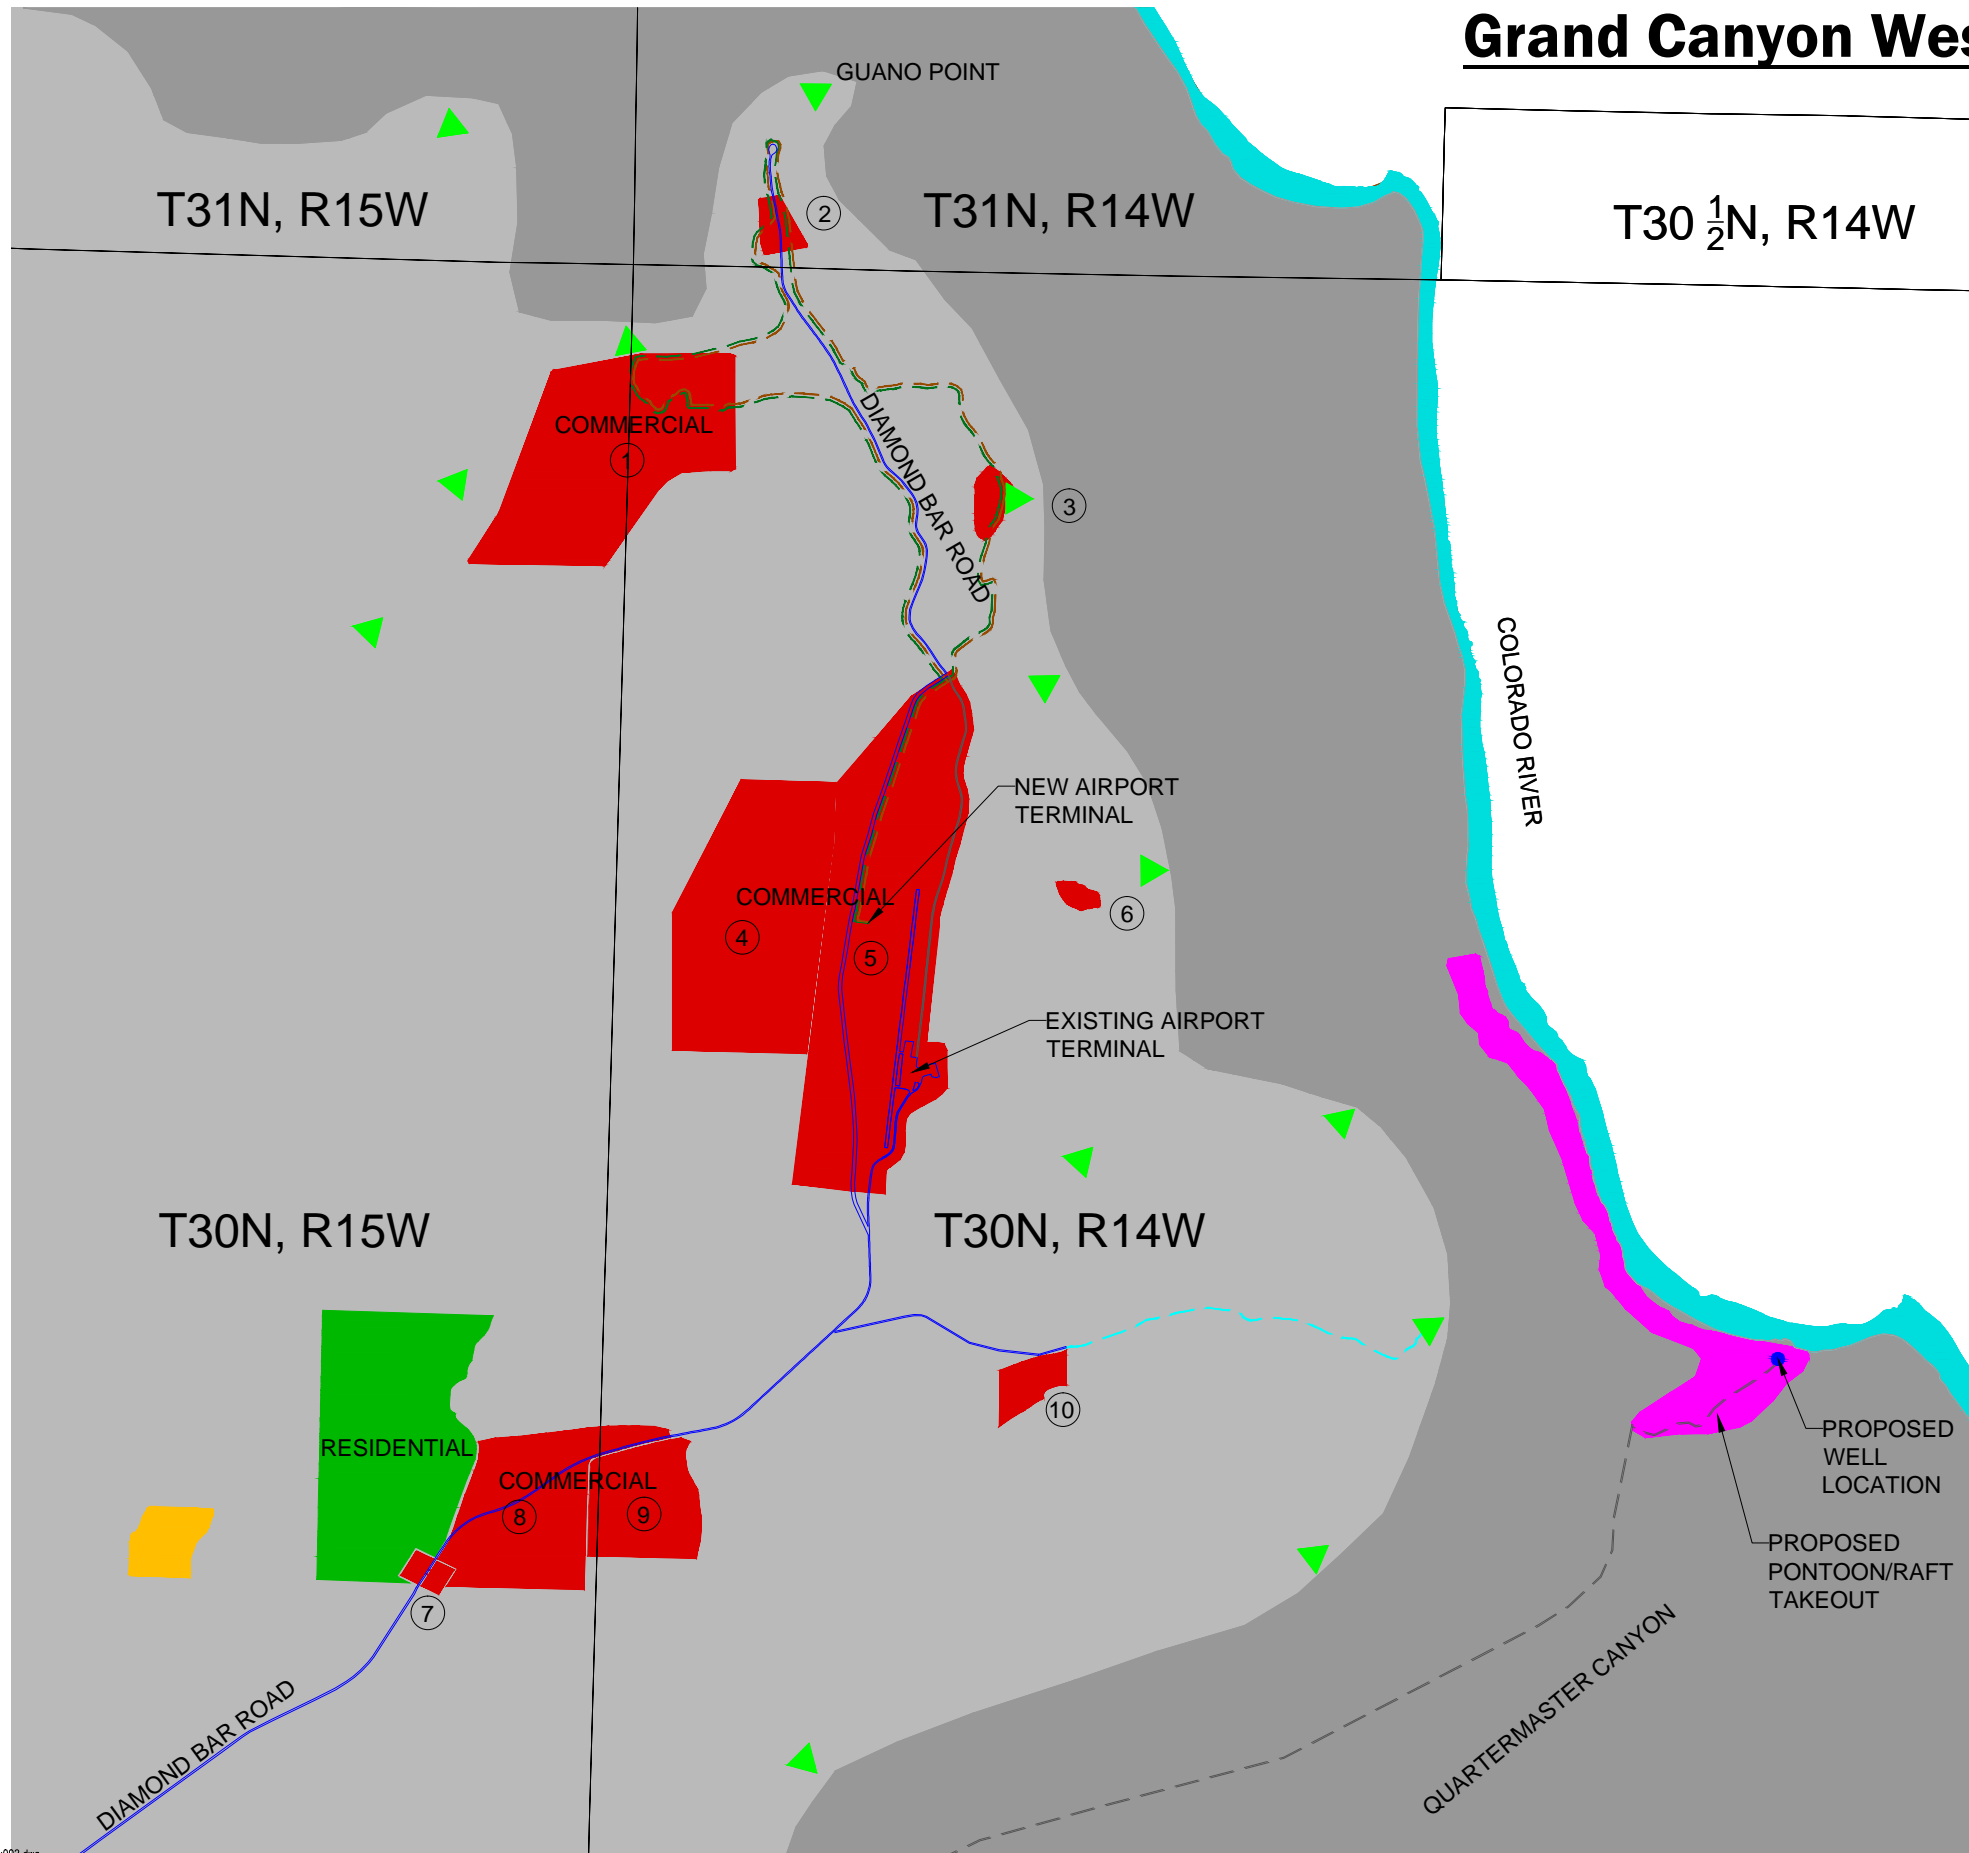 Grand Canyon Wes
GUANO POINT
T31N, R15W
T31N, R14W
T30 1/2N, R14W
2
COMMERCIAL
1
DIAMOND BAR ROAD
3
COLORADO RIVER
NEW AIRPORT
TERMINAL
COMMERCIAL
4
5
6
EXISTING AIRPORT
TERMINAL
T30N, R15W
T30N, R14W
10
RESIDENTIAL
COMMERCIAL
8
9
7
PROPOSED
WELL
LOCATION
PROPOSED
PONTOON/RAFT
TAKEOUT
DIAMOND BAR ROAD
QUARTERMASTER CANYON